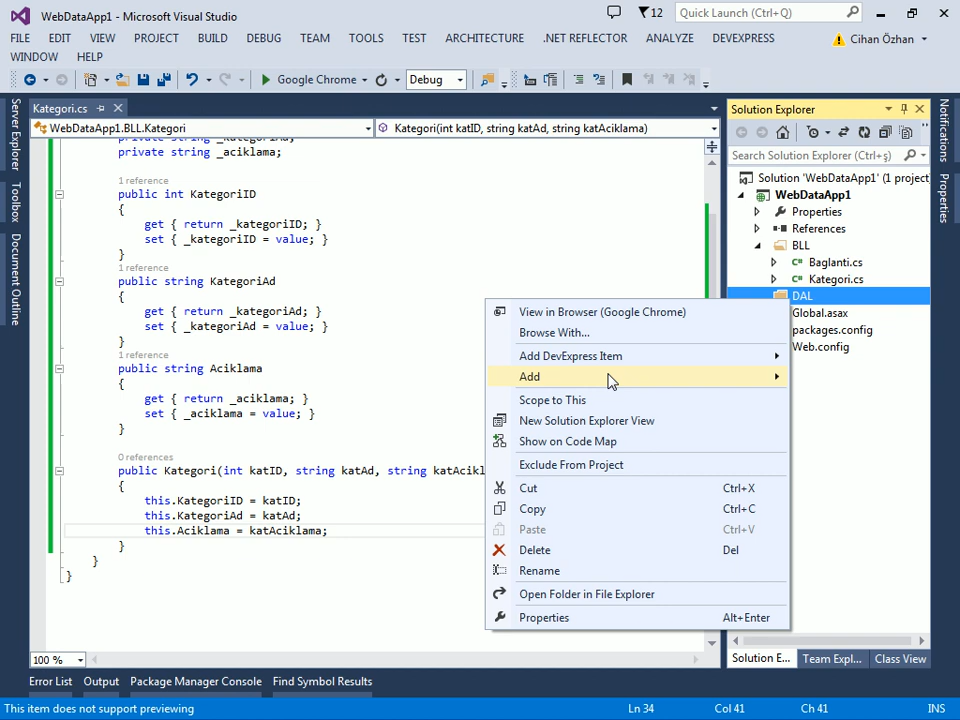 WebDataApp1 - Microsoft Visual Studio
12
Quick Launch (Ctrl+Q)
FILE EDIT VIEW PROJECT BUILD DEBUG TEAM TOOLS TEST ARCHITECTURE .NET REFLECTOR ANALYZE DEVEXPRESS
Cihan Özhan
WINDOW HELP
Google Chrome
Debug
Server Explorer
Toolbox
Document Outline
Kategori.cs
WebDataApp1.BLL.Kategori
Kategori(int katID, string katAd, string katAciklama)
private string _kategoriAd;
private string _aciklama;
1 reference
public int KategoriID
{
get { return _kategoriID; }
set { _kategoriID = value; }
}
1 reference
public string KategoriAd
{
get { return _kategoriAd; }
set { _kategoriAd = value; }
}
1 reference
public string Aciklama
{
get { return _aciklama; }
set { _aciklama = value; }
}
0 references
public Kategori(int katID, string katAd, string katAcikl
{
this.KategoriID = katID;
this.KategoriAd = katAd;
this.Aciklama = katAciklama;
}
}
}
View in Browser (Google Chrome)
Browse With...
Add DevExpress Item
Add
Scope to This
New Solution Explorer View
Show on Code Map
Exclude From Project
Cut Ctrl+X
Copy Ctrl+C
Paste Ctrl+V
Delete Del
Rename
Open Folder in File Explorer
Properties Alt+Enter
Solution Explorer
Search Solution Explorer (Ctrl+ş)
Solution 'WebDataApp1' (1 project
WebDataApp1
Properties
References
BLL
Baglanti.cs
Kategori.cs
DAL
Global.asax
packages.config
Web.config
Notifications
Properties
Solution E...
Team Expl...
Class View
100 %
Error List Output Package Manager Console Find Symbol Results
This item does not support previewing
Ln 34
Col 41
Ch 41
INS